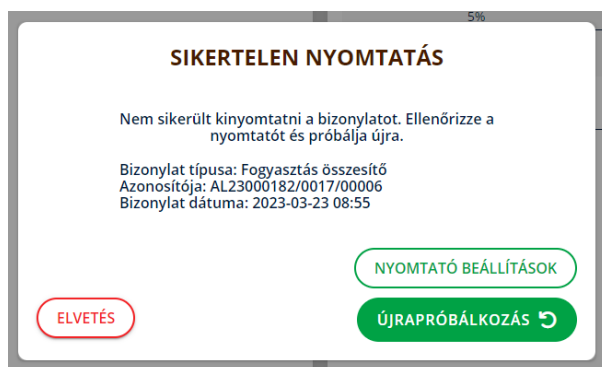 5%
SIKERTELEN NYOMTATÁS
Nem sikerült kinyomtatni a bizonylatot. Ellenőrizze a
nyomtatót és próbálja újra.
Bizonylat típusa: Fogyasztás összesítő
Azonosítója: AL23000182/0017/00006
Bizonylat dátuma: 2023-03-23 08:55
NYOMTATÓ BEÁLLÍTÁSOK
ELVETÉS
ÚJRAPRÓBÁLKOZÁS